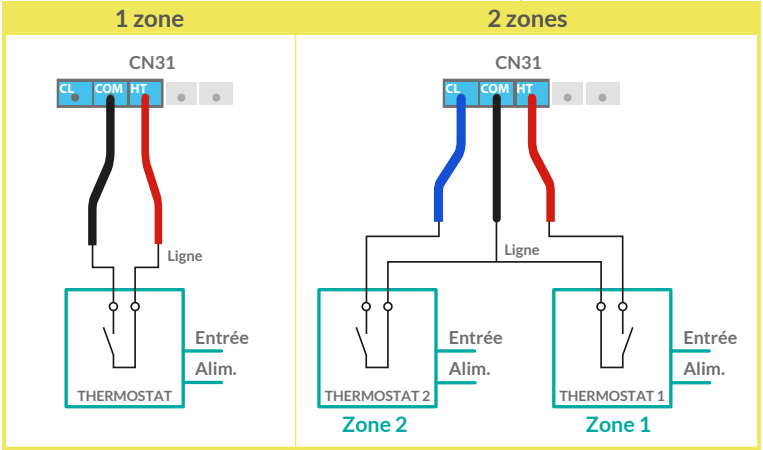 1 zone
CN31
CL COM HT
Ligne
Entrée
Alim.
THERMOSTAT
2 zones
CN31
CL COM HT
Ligne
Entrée
Alim.
THERMOSTAT 2
Zone 2
Entrée
Alim.
THERMOSTAT 1
Zone 1